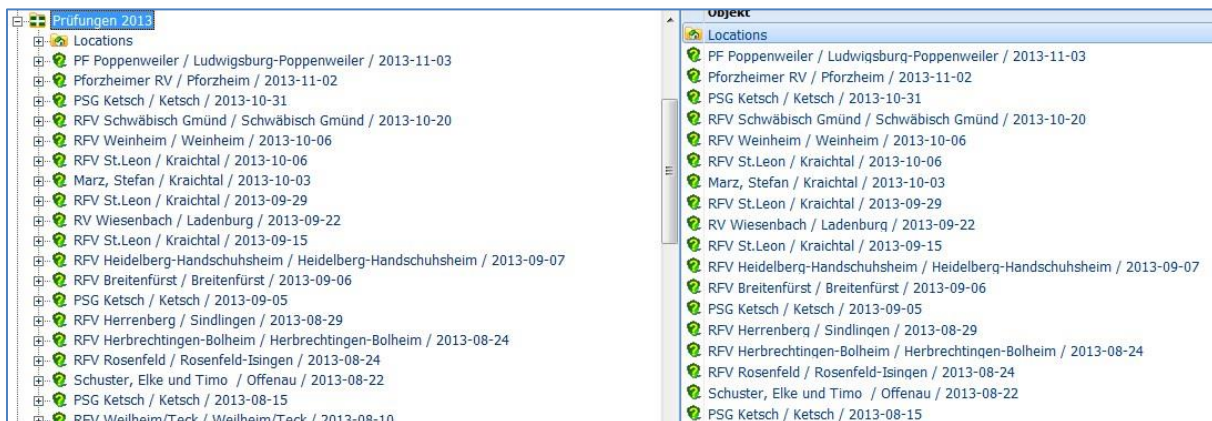 Prüfungen 2013
Locations
PF Poppenweiler / Ludwigsburg-Poppenweiler / 2013-11-03
Pforzheimer RV / Pforzheim / 2013-11-02
PSG Ketsch / Ketsch / 2013-10-31
RFV Schwäbisch Gmünd / Schwäbisch Gmünd / 2013-10-20
RFV Weinheim / Weinheim / 2013-10-06
RFV St.Leon / Kraichtal / 2013-10-06
Marz, Stefan / Kraichtal / 2013-10-03
RFV St.Leon / Kraichtal / 2013-09-29
RV Wiesenbach / Ladenburg / 2013-09-22
RFV St.Leon / Kraichtal / 2013-09-15
RFV Heidelberg-Handschuhsheim / Heidelberg-Handschuhsheim / 2013-09-07
RFV Breitenfürst / Breitenfürst / 2013-09-06
PSG Ketsch / Ketsch / 2013-09-05
RFV Herrenberg / Sindlingen / 2013-08-29
RFV Herbrechtingen-Bolheim / Herbrechtingen-Bolheim / 2013-08-24
RFV Rosenfeld / Rosenfeld-Isingen / 2013-08-24
Schuster, Elke und Timo / Offenau / 2013-08-22
PSG Ketsch / Ketsch / 2013-08-15
RFV Weilheim/Teck / Weilheim/Teck / 2013-08-10
Objekt
Locations
PF Poppenweiler / Ludwigsburg-Poppenweiler / 2013-11-03
Pforzheimer RV / Pforzheim / 2013-11-02
PSG Ketsch / Ketsch / 2013-10-31
RFV Schwäbisch Gmünd / Schwäbisch Gmünd / 2013-10-20
RFV Weinheim / Weinheim / 2013-10-06
RFV St.Leon / Kraichtal / 2013-10-06
Marz, Stefan / Kraichtal / 2013-10-03
RFV St.Leon / Kraichtal / 2013-09-29
RV Wiesenbach / Ladenburg / 2013-09-22
RFV St.Leon / Kraichtal / 2013-09-15
RFV Heidelberg-Handschuhsheim / Heidelberg-Handschuhsheim / 2013-09-07
RFV Breitenfürst / Breitenfürst / 2013-09-06
PSG Ketsch / Ketsch / 2013-09-05
RFV Herrenberg / Sindlingen / 2013-08-29
RFV Herbrechtingen-Bolheim / Herbrechtingen-Bolheim / 2013-08-24
RFV Rosenfeld / Rosenfeld-Isingen / 2013-08-24
Schuster, Elke und Timo / Offenau / 2013-08-22
PSG Ketsch / Ketsch / 2013-08-15